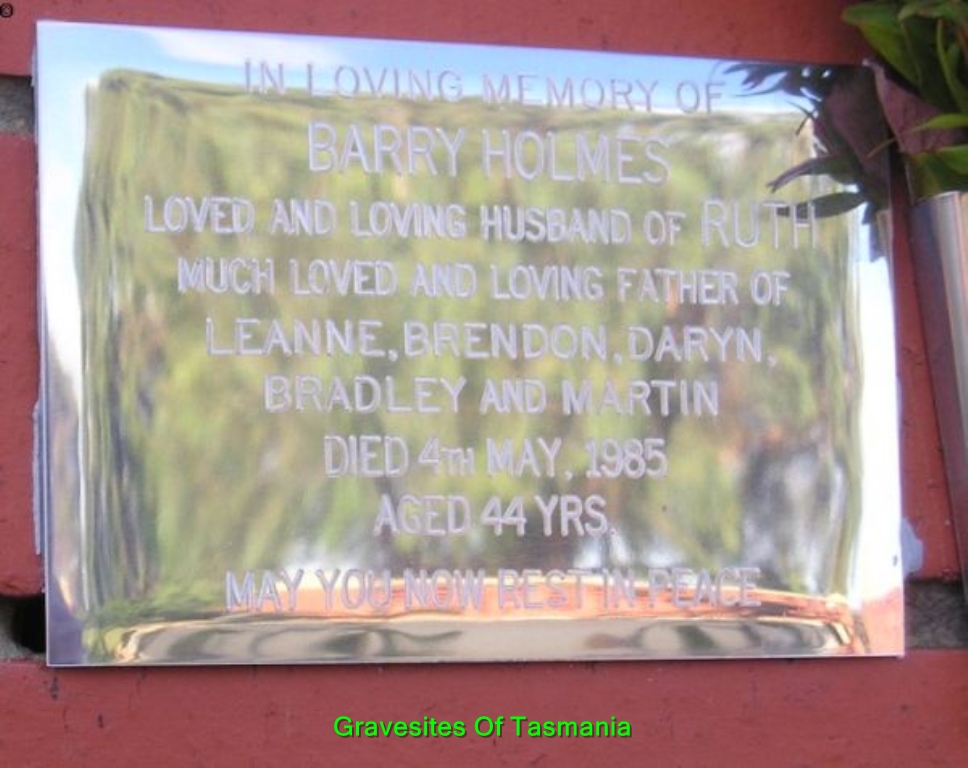 IN LOVING MEMORY OF
BARRY HOLMES
LOVED AND LOVING HUSBAND OF RUTH
MUCH LOVED AND LOVING FATHER OF
LEANNE, BRENDON, DARYN,
BRADLEY AND MARTIN
DIED 4TH MAY, 1985
AGED 44 YRS.
MAY YOU NOW REST IN PEACE
Gravesites Of Tasmania